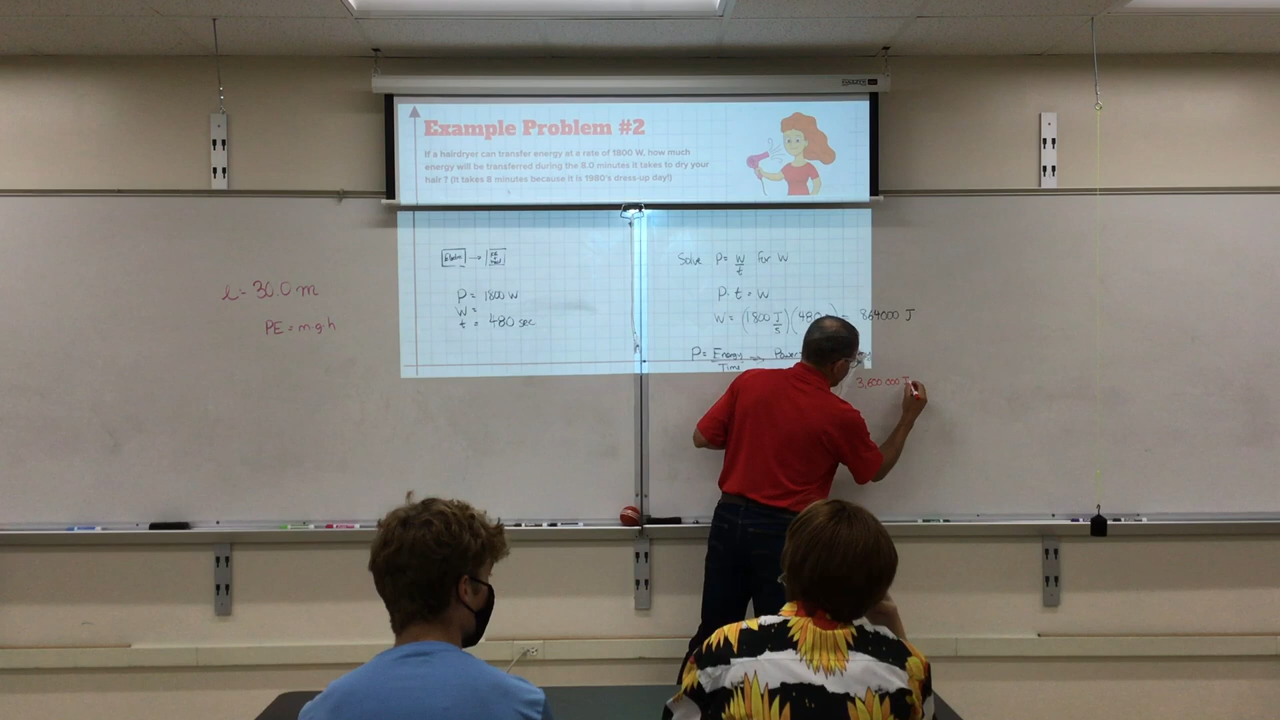 Example Problem #2
If a hairdryer can transfer energy at a rate of 1800 W, how much
energy will be transferred during the 8.0 minutes it takes to dry your
hair ? (It takes 8 minutes because it is 1980's dress-up day!)
l = 30.0 m
PE = m·g·h
P = 1800 W
W =
t = 480 sec
Solve P = W/t for W
P·t = W
W = (1800 J/s)(480 = 864000 J
P = Energy/Time => Power
3,600 000 J